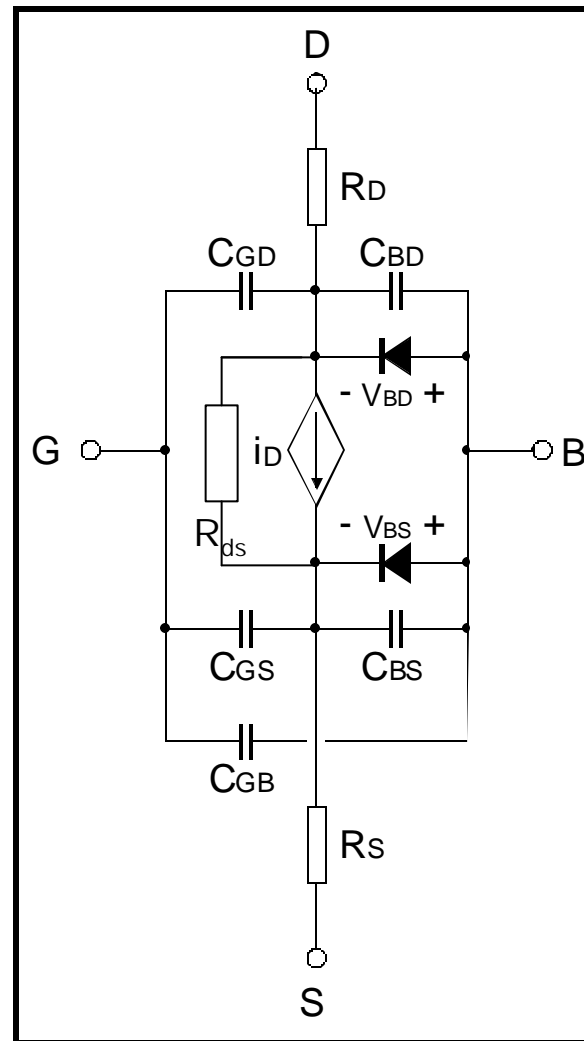 D
RD
CGD CBD
- VBD +
G iD B
Rds - VBS +
CGS CBS
CGB
RS
S